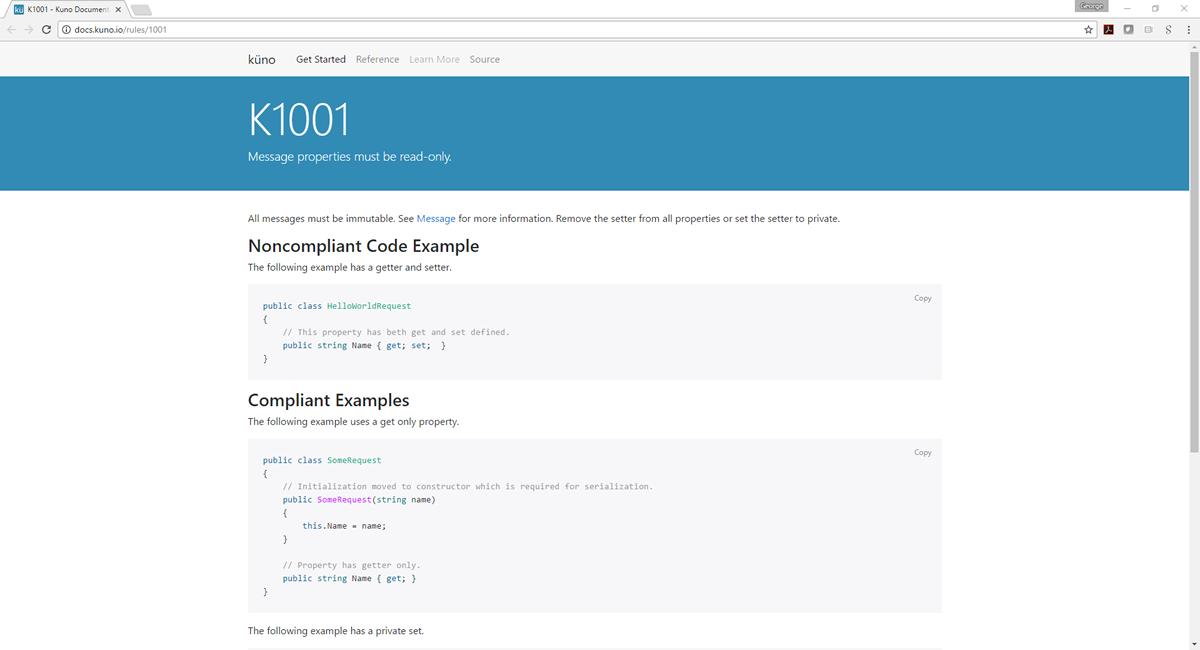 K1001 - Kuno Document
George
docs.kuno.io/rules/1001
küno Get Started Reference Learn More Source
K1001
Message properties must be read-only.
All messages must be immutable. See Message for more information. Remove the setter from all properties or set the setter to private.
Noncompliant Code Example
The following example has a getter and setter.
Copy
public class HelloWorldRequest
{
// This property has beth get and set defined.
public string Name { get; set; }
}
Compliant Examples
The following example uses a get only property.
Copy
public class SomeRequest
{
// Initialization moved to constructor which is required for serialization.
public SomeRequest(string name)
{
this.Name = name;
}
// Property has getter only.
public string Name { get; }
}
The following example has a private set.